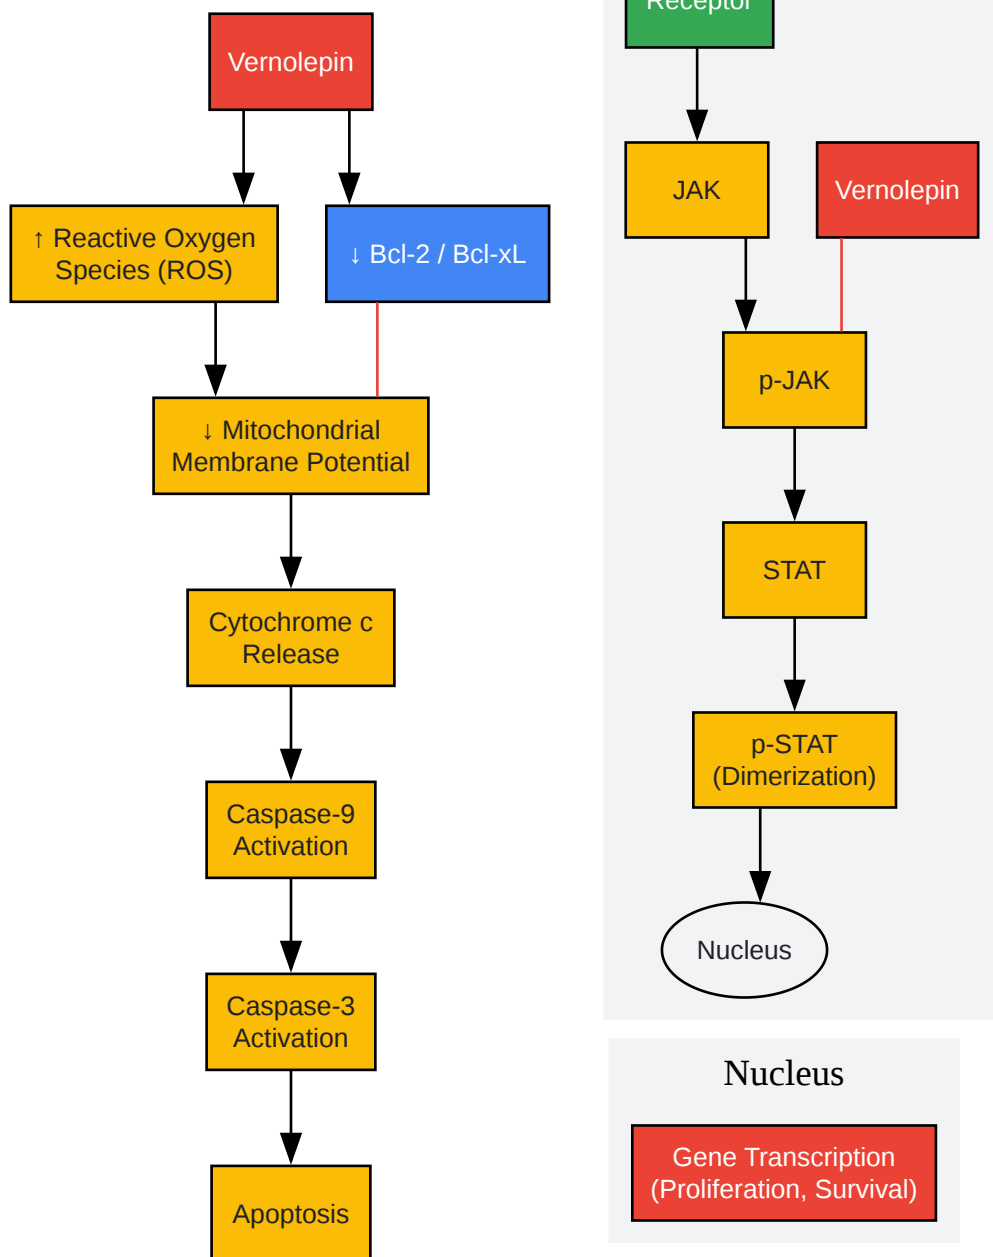 Vernolepin
↑ Reactive Oxygen
Species (ROS)
↓ Bcl-2 / Bcl-xL
↓ Mitochondrial
Membrane Potential
Cytochrome c
Release
Caspase-9
Activation
Caspase-3
Activation
Apoptosis
Receptor
JAK
Vernolepin
p-JAK
STAT
p-STAT
(Dimerization)
Nucleus
Nucleus
Gene Transcription
(Proliferation, Survival)